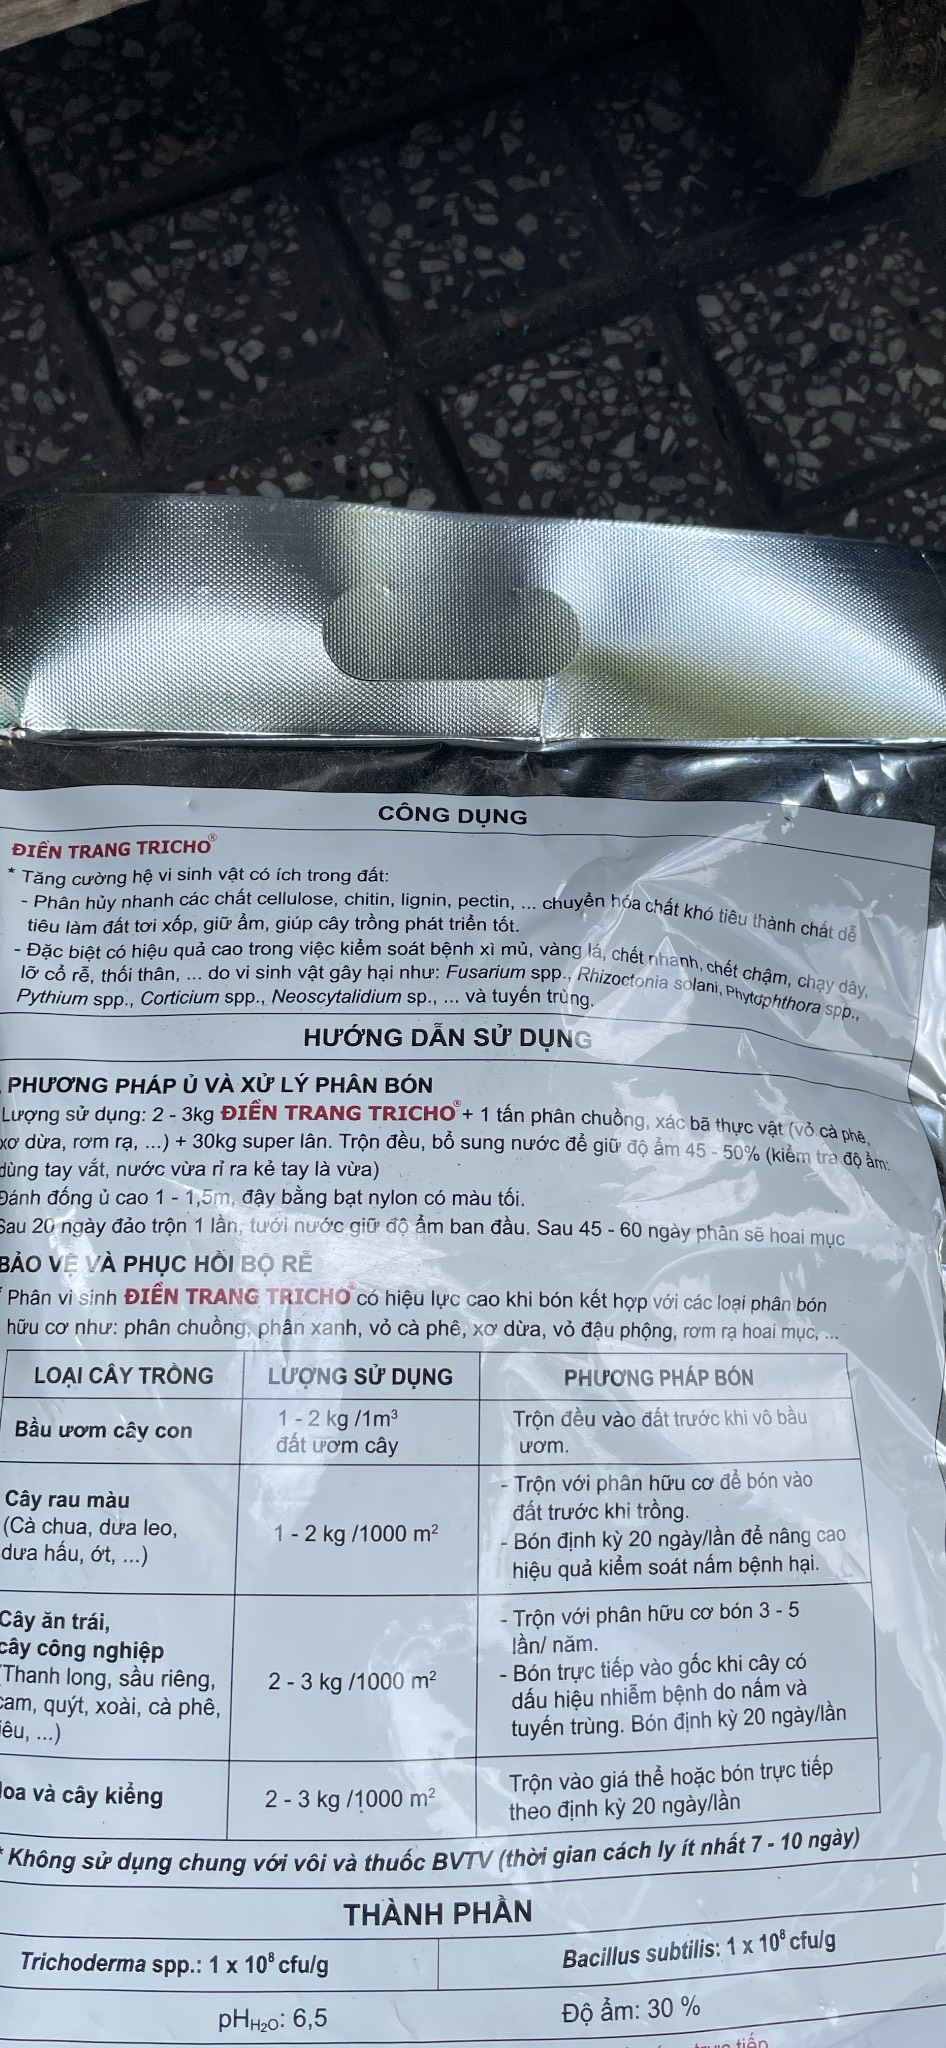 CÔNG DỤNG
ĐIỀN TRANG TRICHO®
* Tăng cường hệ vi sinh vật có ích trong đất:
- Phân hủy nhanh các chất cellulose, chitin, lignin, pectin, ... chuyển hóa chất khó tiêu thành chất dễ
tiêu làm đất tơi xốp, giữ ẩm, giúp cây trồng phát triển tốt.
- Đặc biệt có hiệu quả cao trong việc kiểm soát bệnh xì mủ, vàng lá, chết nhanh, chết chậm, chạy dây,
lỡ cổ rễ, thối thân, ... do vi sinh vật gây hại như: Fusarium spp., Rhizoctonia solani, Phytophthora spp.,
Pythium spp., Corticium spp., Neoscytalidium sp., ... và tuyến trùng.
HƯỚNG DẪN SỬ DỤNG
PHƯƠNG PHÁP Ủ VÀ XỬ LÝ PHÂN BÓN
Lượng sử dụng: 2 - 3kg ĐIỀN TRANG TRICHO® + 1 tấn phân chuồng, xác bã thực vật (vỏ cà phê,
xơ dừa, rơm rạ, ...) + 30kg super lân. Trộn đều, bổ sung nước để giữ độ ẩm 45 - 50% (kiểm tra độ ẩm:
dùng tay vắt, nước vừa rỉ ra kẻ tay là vừa)
Đánh đống ủ cao 1 - 1,5m, đậy bằng bạt nylon có màu tối.
Sau 20 ngày đảo trộn 1 lần, tưới nước giữ độ ẩm ban đầu. Sau 45 - 60 ngày phân sẽ hoai mục
BẢO VỆ VÀ PHỤC HỒI BỘ RỄ
* Phân vi sinh ĐIỀN TRANG TRICHO® có hiệu lực cao khi bón kết hợp với các loại phân bón
hữu cơ như: phân chuồng, phân xanh, vỏ cà phê, xơ dừa, vỏ đậu phộng, rơm rạ hoai mục, ...
LOẠI CÂY TRỒNG LƯỢNG SỬ DỤNG PHƯƠNG PHÁP BÓN
Bầu ươm cây con
1 - 2 kg /1m³
đất ươm cây
Trộn đều vào đất trước khi vô bầu
ươm.
Cây rau màu
(Cà chua, dưa leo,
dưa hấu, ớt, ...)
1 - 2 kg /1000 m²
- Trộn với phân hữu cơ để bón vào
đất trước khi trồng.
- Bón định kỳ 20 ngày/lần để nâng cao
hiệu quả kiểm soát nấm bệnh hại.
Cây ăn trái,
cây công nghiệp
(Thanh long, sầu riêng,
cam, quýt, xoài, cà phê,
iêu, ...)
2 - 3 kg /1000 m²
- Trộn với phân hữu cơ bón 3 - 5
lần/ năm.
- Bón trực tiếp vào gốc khi cây có
dấu hiệu nhiễm bệnh do nấm và
tuyến trùng. Bón định kỳ 20 ngày/lần
Hoa và cây kiểng
2 - 3 kg /1000 m²
Trộn vào giá thể hoặc bón trực tiếp
theo định kỳ 20 ngày/lần
* Không sử dụng chung với vôi và thuốc BVTV (thời gian cách ly ít nhất 7 - 10 ngày)
THÀNH PHẦN
Trichoderma spp.: 1 x 10⁸ cfu/g Bacillus subtilis: 1 x 10⁸ cfu/g
pHH₂O: 6,5 Độ ẩm: 30 %